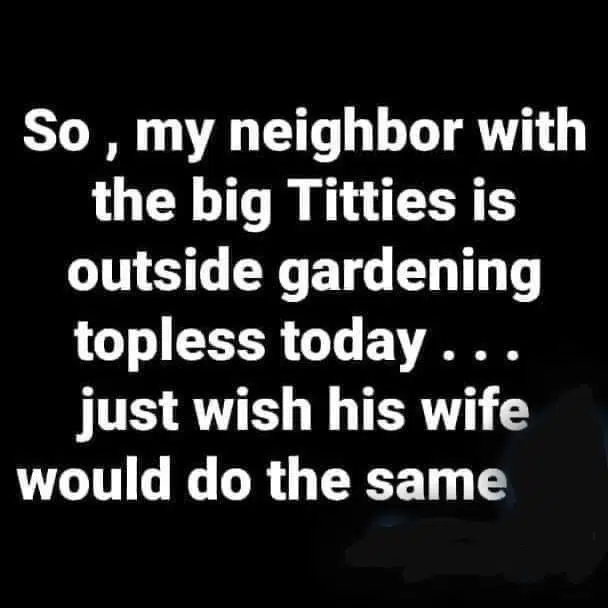 So , my neighbor with
the big Titties is
outside gardening
topless today . . .
just wish his wife
would do the same